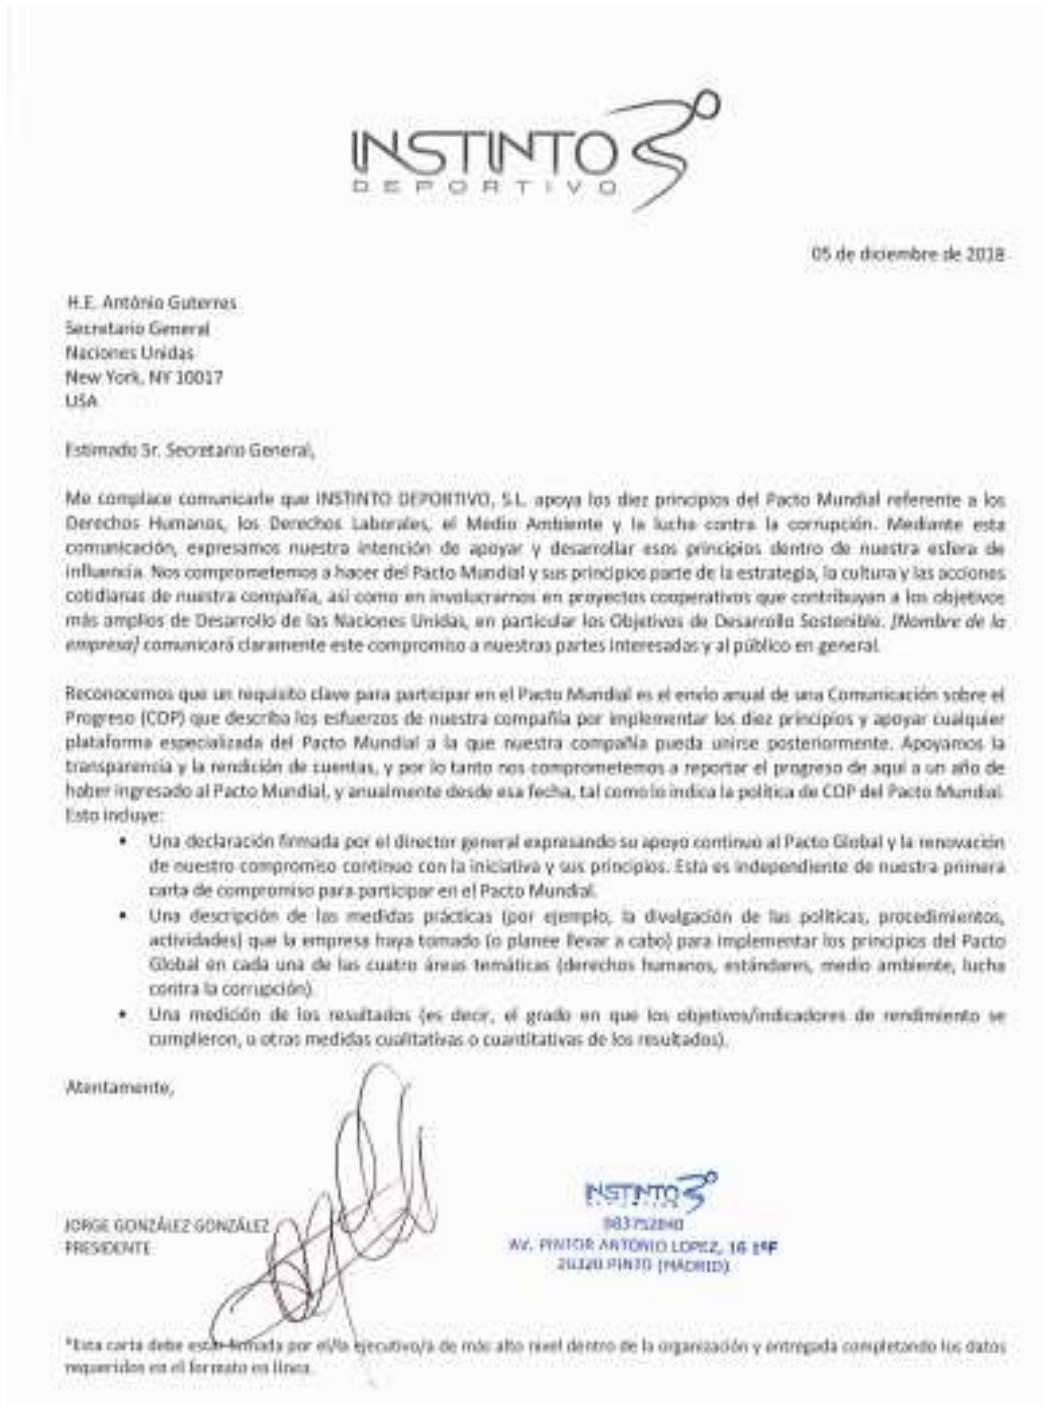 INSTINTO
DEPORTIVO
05 de diciembre de 2018
H.E. António Guterres
Secretario General
Naciones Unidas
New York, NY 10017
USA
Estimado Sr. Secretario General,
Me complace comunicarle que INSTINTO DEPORTIVO, S.L. apoya los diez principios del Pacto Mundial referente a los
Derechos Humanos, los Derechos Laborales, el Medio Ambiente y la lucha contra la corrupción. Mediante esta
comunicación, expresamos nuestra intención de apoyar y desarrollar esos principios dentro de nuestra esfera de
influencia. Nos comprometemos a hacer del Pacto Mundial y sus principios parte de la estrategia, la cultura y las acciones
cotidianas de nuestra compañía, así como en involucrarnos en proyectos cooperativos que contribuyan a los objetivos
más amplios de Desarrollo de las Naciones Unidas, en particular los Objetivos de Desarrollo Sostenible. [Nombre de la
empresa] comunicará claramente este compromiso a nuestras partes interesadas y al público en general.
Reconocemos que un requisito clave para participar en el Pacto Mundial es el envío anual de una Comunicación sobre el
Progreso (COP) que describa los esfuerzos de nuestra compañía por implementar los diez principios y apoyar cualquier
plataforma especializada del Pacto Mundial a la que nuestra compañía pueda unirse posteriormente. Apoyamos la
transparencia y la rendición de cuentas, y por lo tanto nos comprometemos a reportar el progreso de aquí a un año de
haber ingresado al Pacto Mundial, y anualmente desde esa fecha, tal como lo indica la política de COP del Pacto Mundial.
Esto incluye:
• Una declaración firmada por el director general expresando su apoyo continuo al Pacto Global y la renovación
de nuestro compromiso continuo con la iniciativa y sus principios. Esta es independiente de nuestra primera
carta de compromiso para participar en el Pacto Mundial.
• Una descripción de las medidas prácticas (por ejemplo, la divulgación de las políticas, procedimientos,
actividades) que la empresa haya tomado (o planee llevar a cabo) para implementar los principios del Pacto
Global en cada una de las cuatro áreas temáticas (derechos humanos, estándares, medio ambiente, lucha
contra la corrupción).
• Una medición de los resultados (es decir, el grado en que los objetivos/indicadores de rendimiento se
cumplieron, u otras medidas cualitativas o cuantitativas de los resultados).
Atentamente,
JORGE GONZÁLEZ GONZÁLEZ
PRESIDENTE
INSTINTO
DEPORTIVO
AV. PINTOR ANTONIO LOPEZ, 16 1ºF
28320 PINTO (MADRID)
*Esta carta debe estar firmada por el/la ejecutivo/a de más alto nivel dentro de la organización y entregada completando los datos
requeridos en el formato en línea.